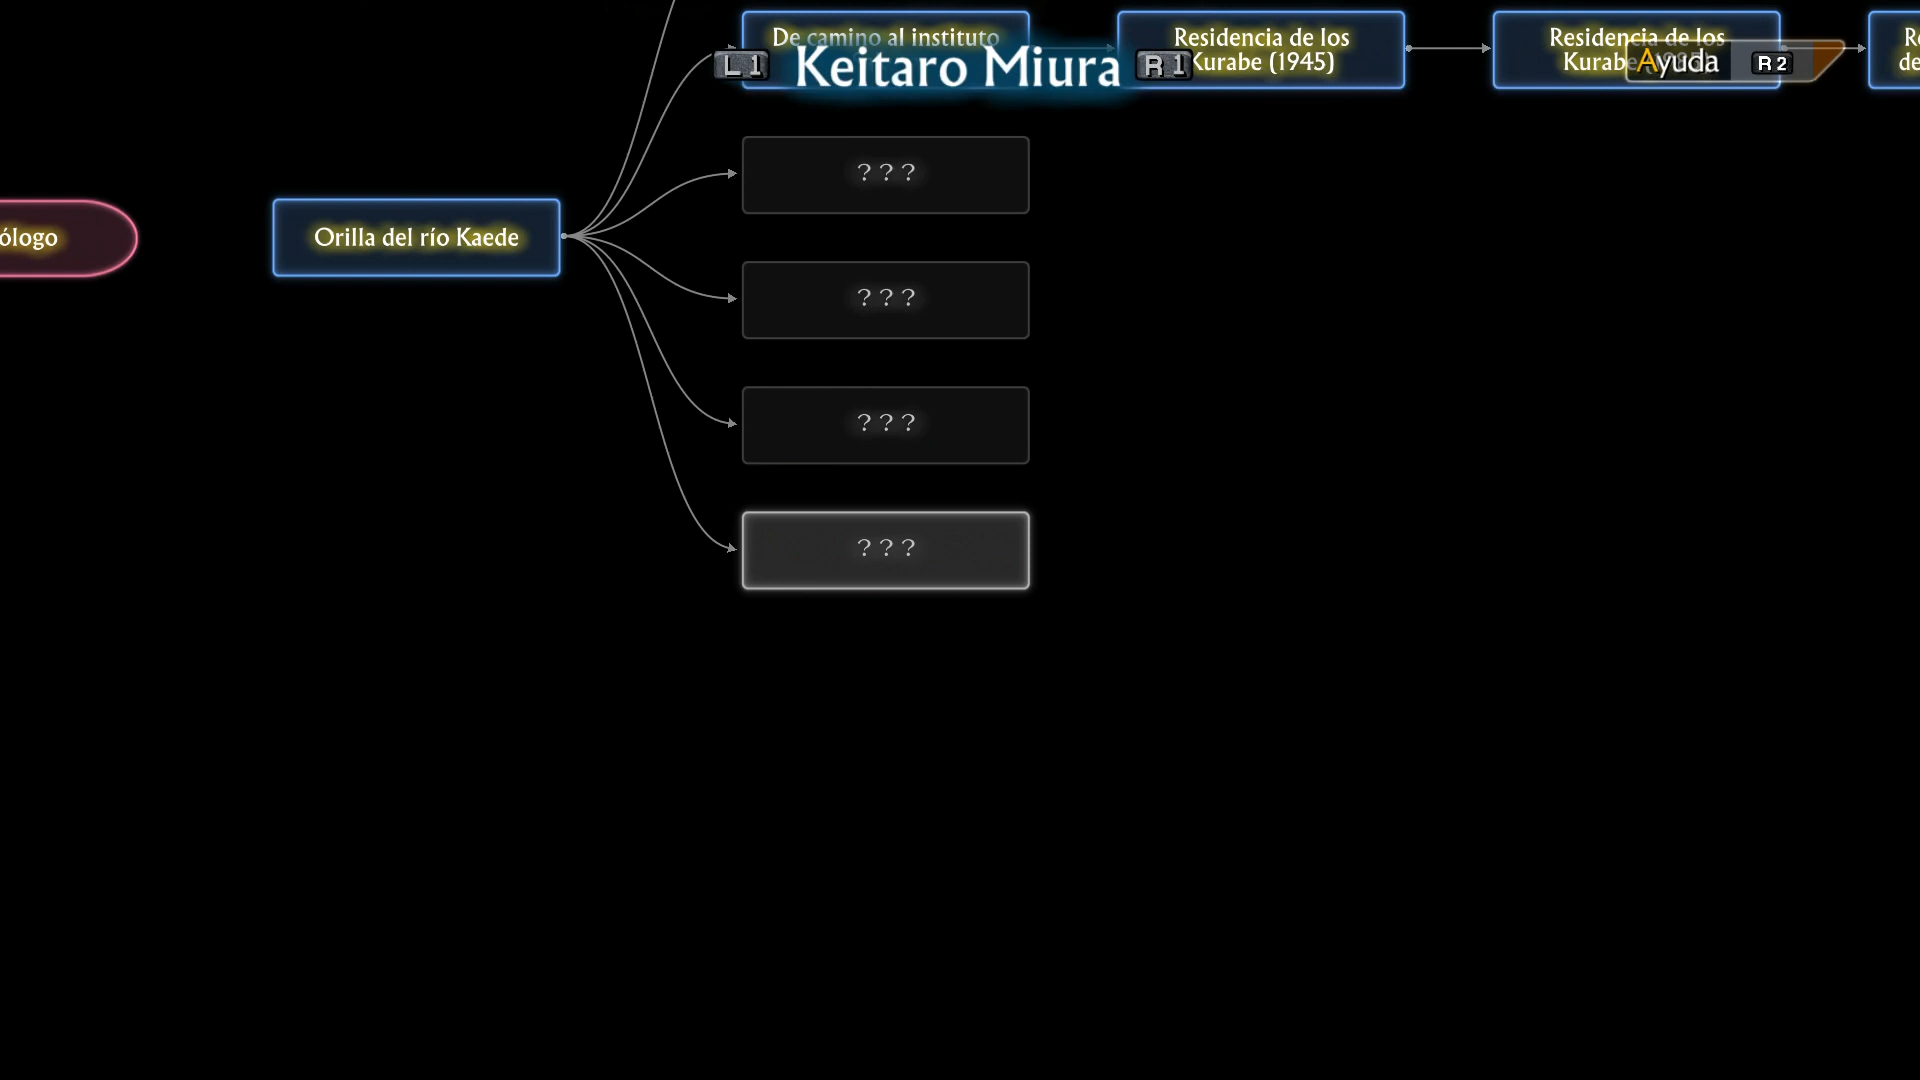 De camino al instituto
Residencia de los
Kurabe (1945)
Residencia de los
L1
Keitaro Miura
R1
Ayuda
R2
ólogo
Orilla del río Kaede
? ? ?
? ? ?
? ? ?
? ? ?